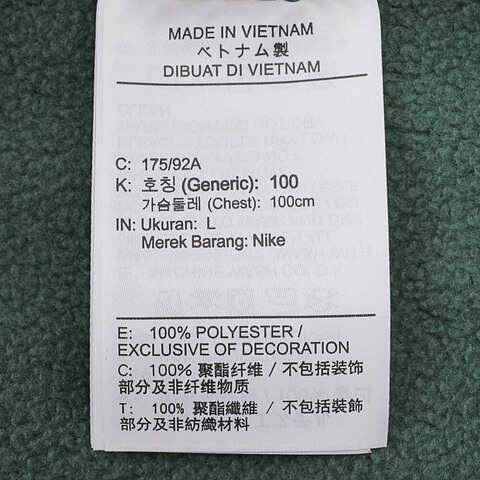 MADE IN VIETNAM
ベトナム製
DIBUAT DI VIETNAM
C: 175/92A
K: 호칭 (Generic): 100
가슴둘레 (Chest): 100cm
IN: Ukuran: L
Merek Barang: Nike
E: 100% POLYESTER /
EXCLUSIVE OF DECORATION
C: 100% 聚酯纤维 / 不包括装饰
部分及非纤维物质
T: 100% 聚酯纖維 / 不包括裝飾
部分及非紡織材料